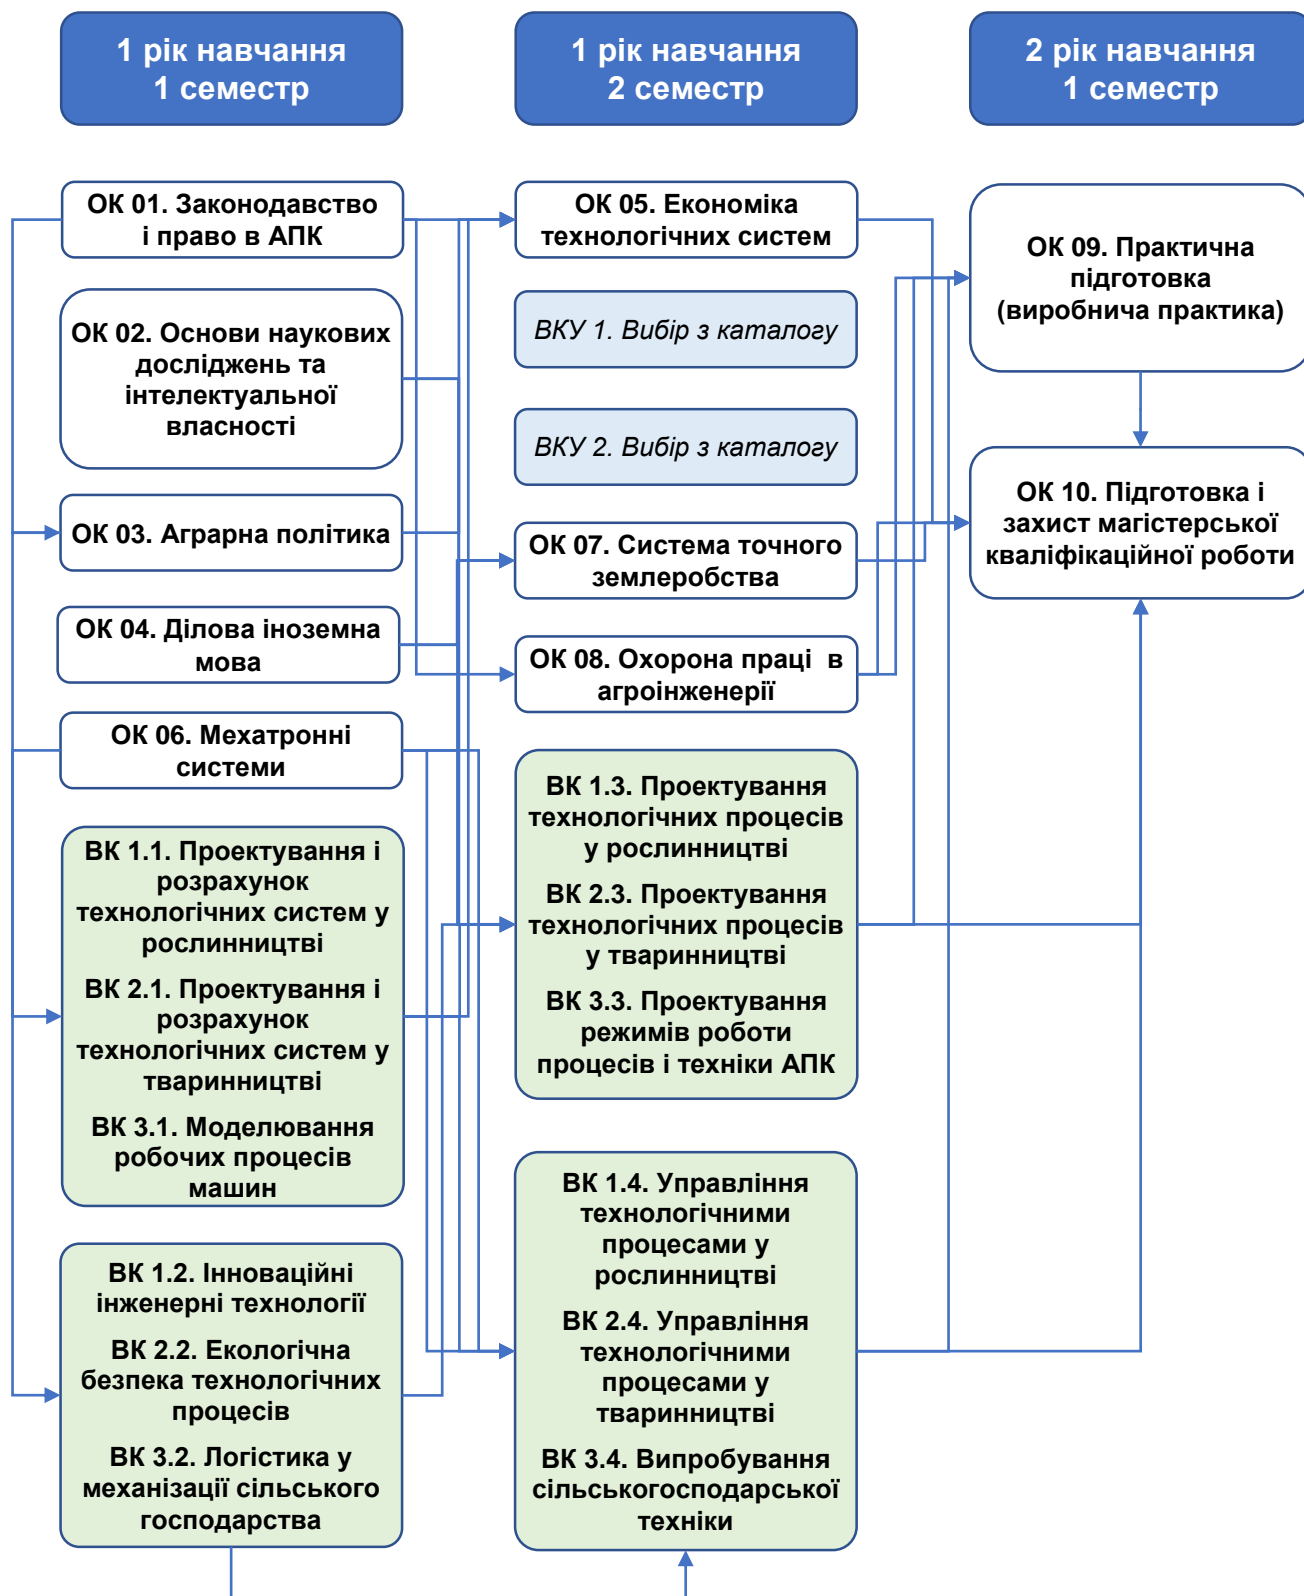 1 рік навчання
1 семестр
1 рік навчання
2 семестр
2 рік навчання
1 семестр
ОК 01. Законодавство
і право в АПК
ОК 02. Основи наукових
досліджень та
інтелектуальної
власності
ОК 03. Аграрна політика
ОК 04. Ділова іноземна
мова
ОК 06. Мехатронні
системи
ВК 1.1. Проектування і
розрахунок
технологічних систем у
рослинництві
ВК 2.1. Проектування і
розрахунок
технологічних систем у
тваринництві
ВК 3.1. Моделювання
робочих процесів
машин
ВК 1.2. Інноваційні
інженерні технології
ВК 2.2. Екологічна
безпека технологічних
процесів
ВК 3.2. Логістика у
механізації сільського
господарства
ОК 05. Економіка
технологічних систем
ВКУ 1. Вибір з каталогу
ВКУ 2. Вибір з каталогу
ОК 07. Система точного
землеробства
ОК 08. Охорона праці в
агроінженерії
ВК 1.3. Проектування
технологічних процесів
у рослинництві
ВК 2.3. Проектування
технологічних процесів
у тваринництві
ВК 3.3. Проектування
режимів роботи
процесів і техніки АПК
ВК 1.4. Управління
технологічними
процесами у
рослинництві
ВК 2.4. Управління
технологічними
процесами у
тваринництві
ВК 3.4. Випробування
сільськогосподарської
техніки
ОК 09. Практична
підготовка
(виробнича практика)
ОК 10. Підготовка і
захист магістерської
кваліфікаційної роботи